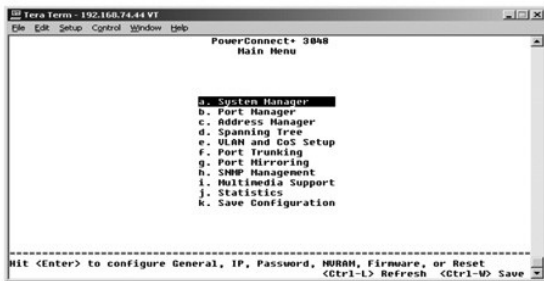 Tera Term - 192.168.74.44 VT
File Edit Setup Control Window Help
PowerConnect+ 3048
Main Menu
a. System Manager
b. Port Manager
c. Address Manager
d. Spanning Tree
e. VLAN and CoS Setup
f. Port Trunking
g. Port Mirroring
h. SNMP Management
i. Multimedia Support
j. Statistics
k. Save Configuration
Hit <Enter> to configure General, IP, Password, NVRAM, Firmware, or Reset
<Ctrl-L> Refresh <Ctrl-W> Save